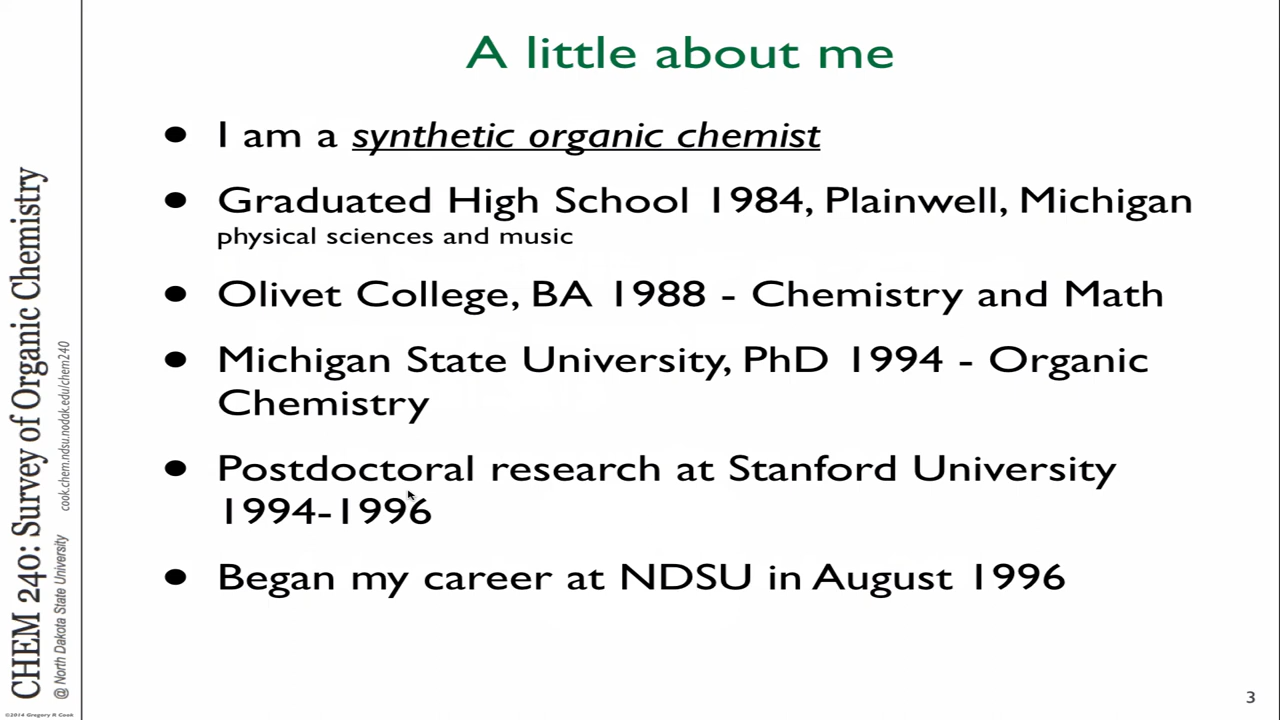 A little about me
● I am a synthetic organic chemist
● Graduated High School 1984, Plainwell, Michigan
physical sciences and music
● Olivet College, BA 1988 - Chemistry and Math
● Michigan State University, PhD 1994 - Organic
Chemistry
● Postdoctoral research at Stanford University
1994-1996
● Began my career at NDSU in August 1996
CHEM 240: Survey of Organic Chemistry
@ North Dakota State University cook.chem.ndsu.nodak.edu/chem240
©2014 Gregory R Cook
3